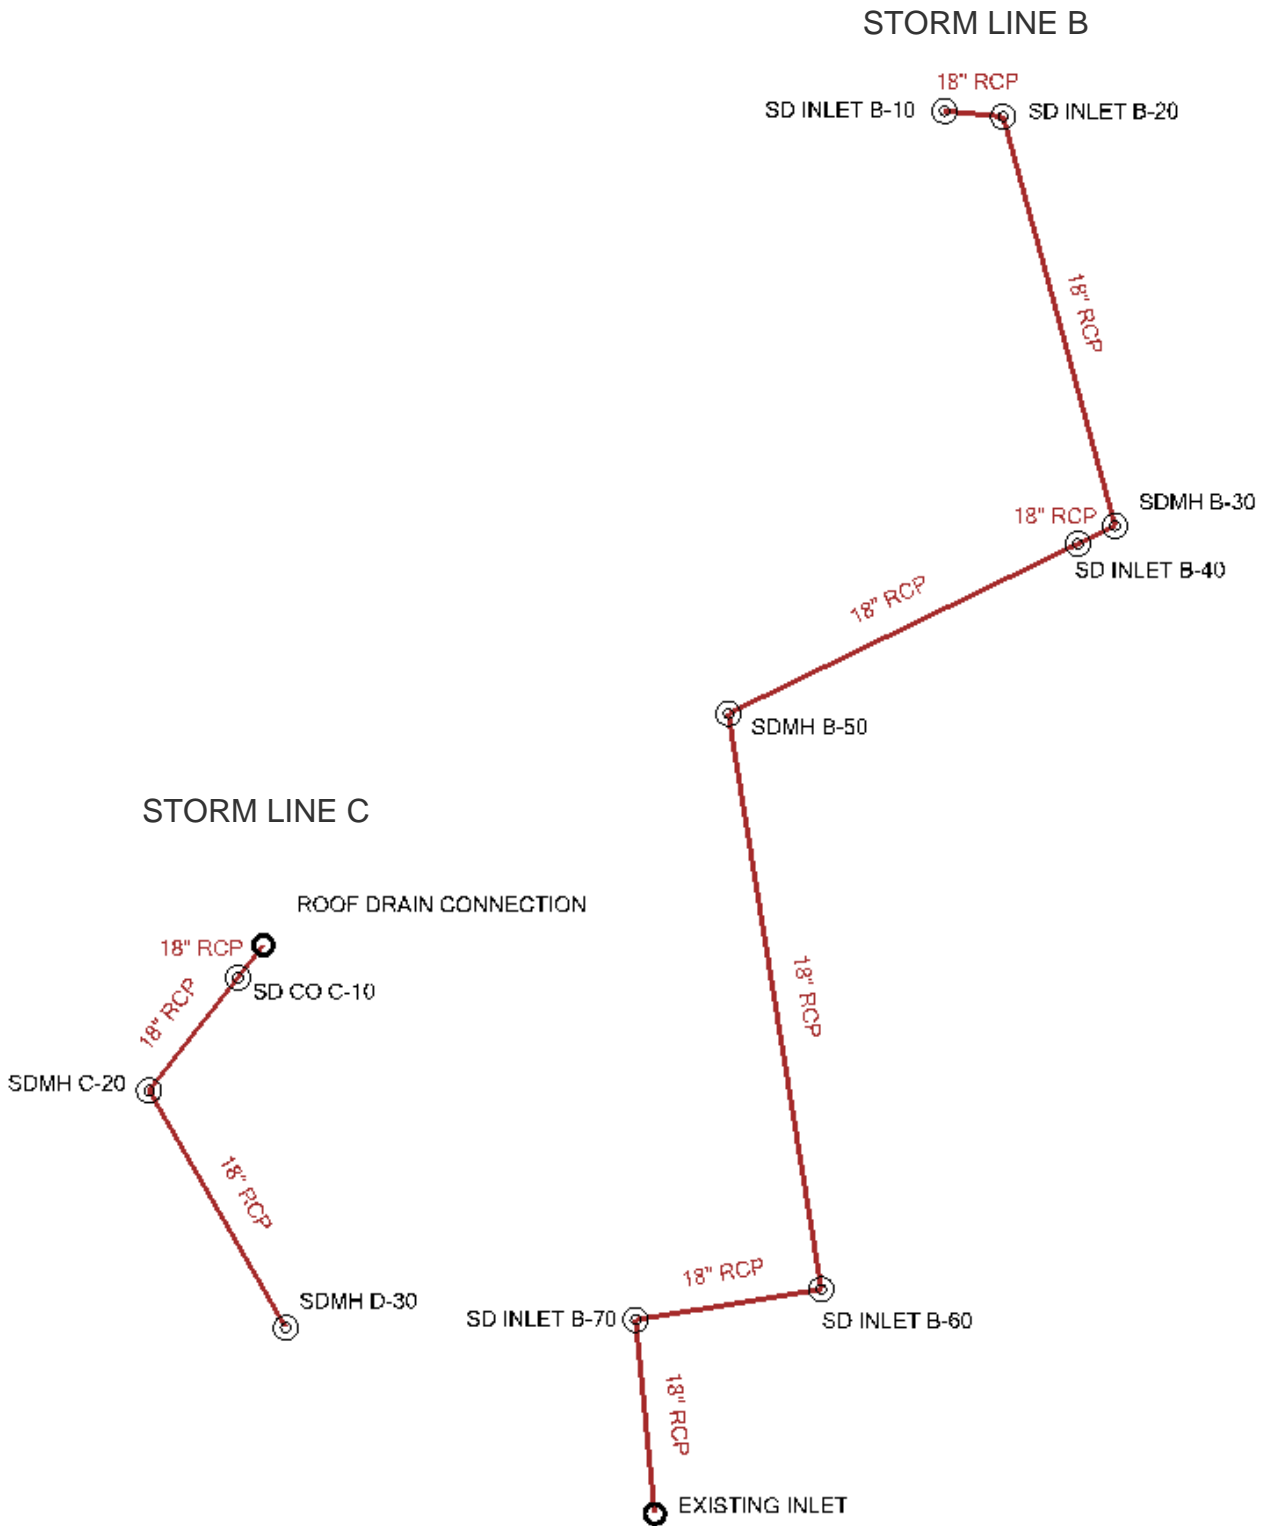 STORM LINE B
18" RCP
SD INLET B-10
SD INLET B-20
18" RCP
SDMH B-30
18" RCP
SD INLET B-40
18" RCP
SDMH B-50
STORM LINE C
ROOF DRAIN CONNECTION
18" RCP
SD CO C-10
18" RCP
18" RCP
SDMH C-20
18" RCP
SDMH D-30
18" RCP
SD INLET B-70
SD INLET B-60
18" RCP
EXISTING INLET